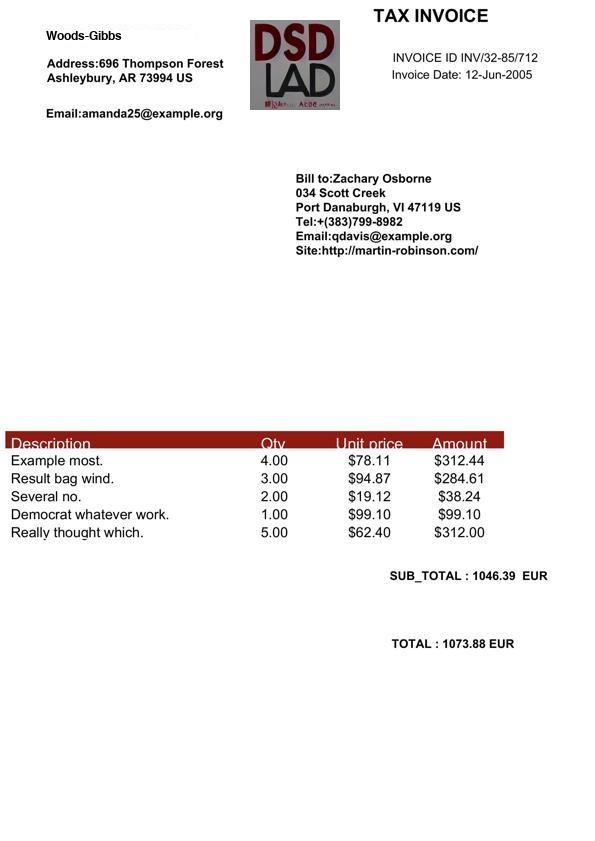 TAX INVOICE
Woods-Gibbs
Address:696 Thompson Forest
Ashleybury, AR 73994 US
Email:amanda25@example.org
DSD
LAD
INVOICE ID INV/32-85/712
Invoice Date: 12-Jun-2005
Bill to:Zachary Osborne
034 Scott Creek
Port Danaburgh, VI 47119 US
Tel:+(383)799-8982
Email:qdavis@example.org
Site:http://martin-robinson.com/
Description Qty Unit price Amount
Example most. 4.00 $78.11 $312.44
Result bag wind. 3.00 $94.87 $284.61
Several no. 2.00 $19.12 $38.24
Democrat whatever work. 1.00 $99.10 $99.10
Really thought which. 5.00 $62.40 $312.00
SUB_TOTAL : 1046.39 EUR
TOTAL : 1073.88 EUR